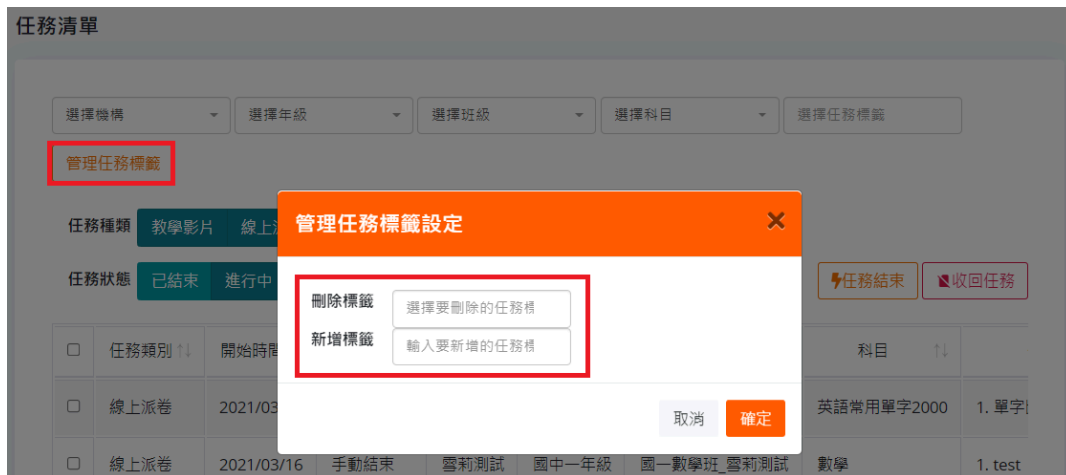 任務清單
選擇機構 選擇年級 選擇班級 選擇科目 選擇任務標籤
管理任務標籤
管理任務標籤設定
任務種類 教學影片 線上
任務狀態 已結束 進行中 任務結束 收回任務
刪除標籤 選擇要刪除的任務標
新增標籤 輸入要新增的任務標
任務類別 開始時間 科目
取消 確定
線上派卷 2021/03 英語常用單字2000 1. 單字
線上派卷 2021/03/16 手動結束 雪莉測試 國中一年級 國一數學班_雪莉測試 數學 1. test